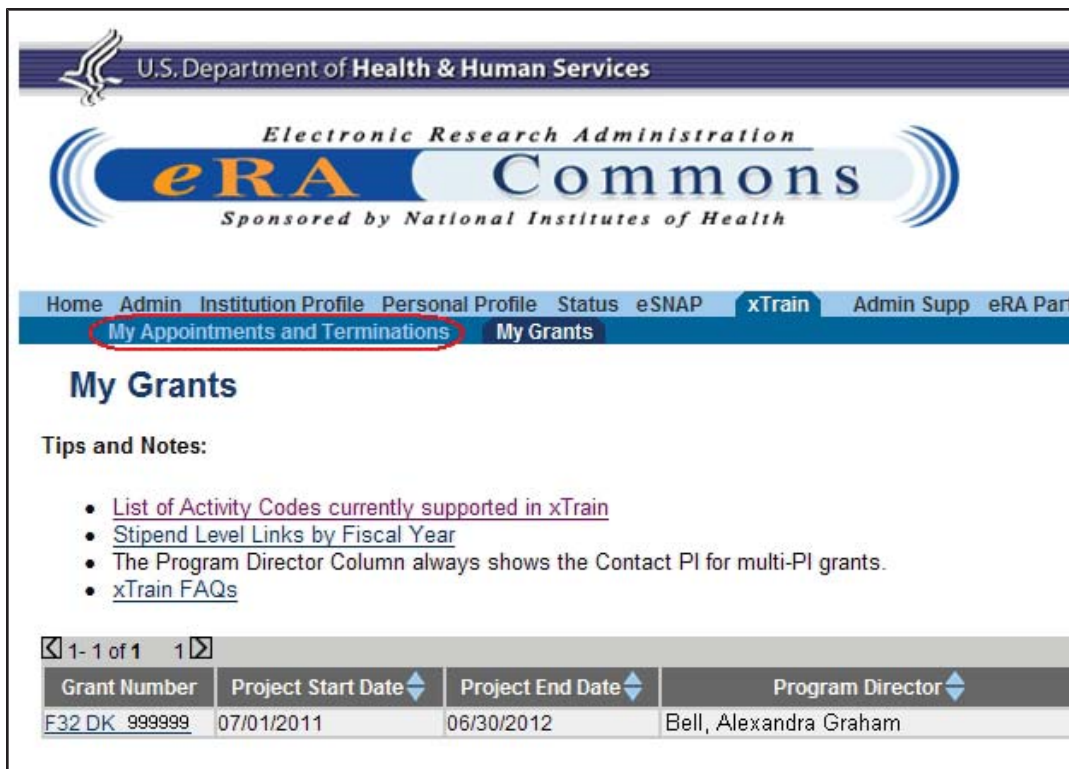 U.S. Department of Health & Human Services
Electronic Research Administration
eRA Commons
Sponsored by National Institutes of Health
Home Admin Institution Profile Personal Profile Status eSNAP xTrain Admin Supp eRA Part
My Appointments and Terminations My Grants
My Grants
Tips and Notes:
• List of Activity Codes currently supported in xTrain
• Stipend Level Links by Fiscal Year
• The Program Director Column always shows the Contact PI for multi-PI grants.
• xTrain FAQs
1- 1 of 1 1
Grant Number Project Start Date Project End Date Program Director
F32 DK 999999 07/01/2011 06/30/2012 Bell, Alexandra Graham